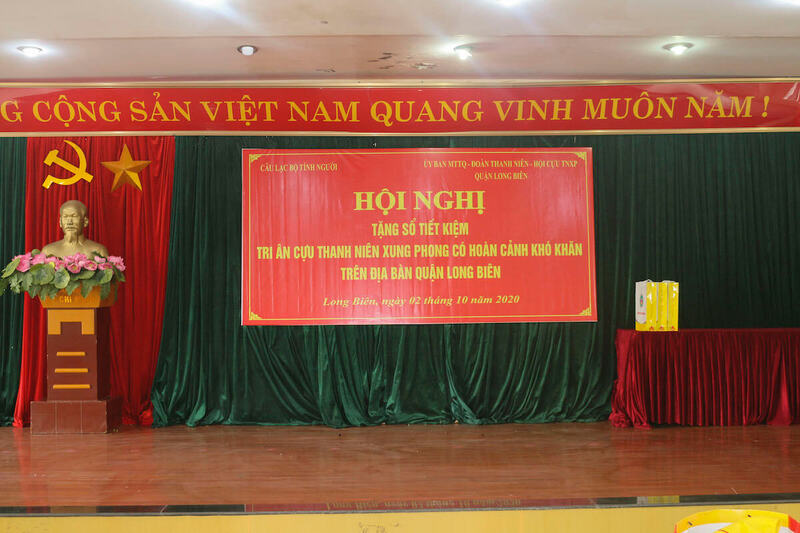 G CỘNG SẢN VIỆT NAM QUANG VINH MUÔN NĂM !
CÂU LẠC BỘ TÌNH NGƯỜI
ỦY BAN MTTQ - ĐOÀN THANH NIÊN - HỘI CỰU TNXP
QUẬN LONG BIÊN
HỘI NGHỊ
TẶNG SỔ TIẾT KIỆM
TRI ÂN CỰU THANH NIÊN XUNG PHONG CÓ HOÀN CẢNH KHÓ KHĂN
TRÊN ĐỊA BÀN QUẬN LONG BIÊN
Long Biên, ngày 02 tháng 10 năm 2020